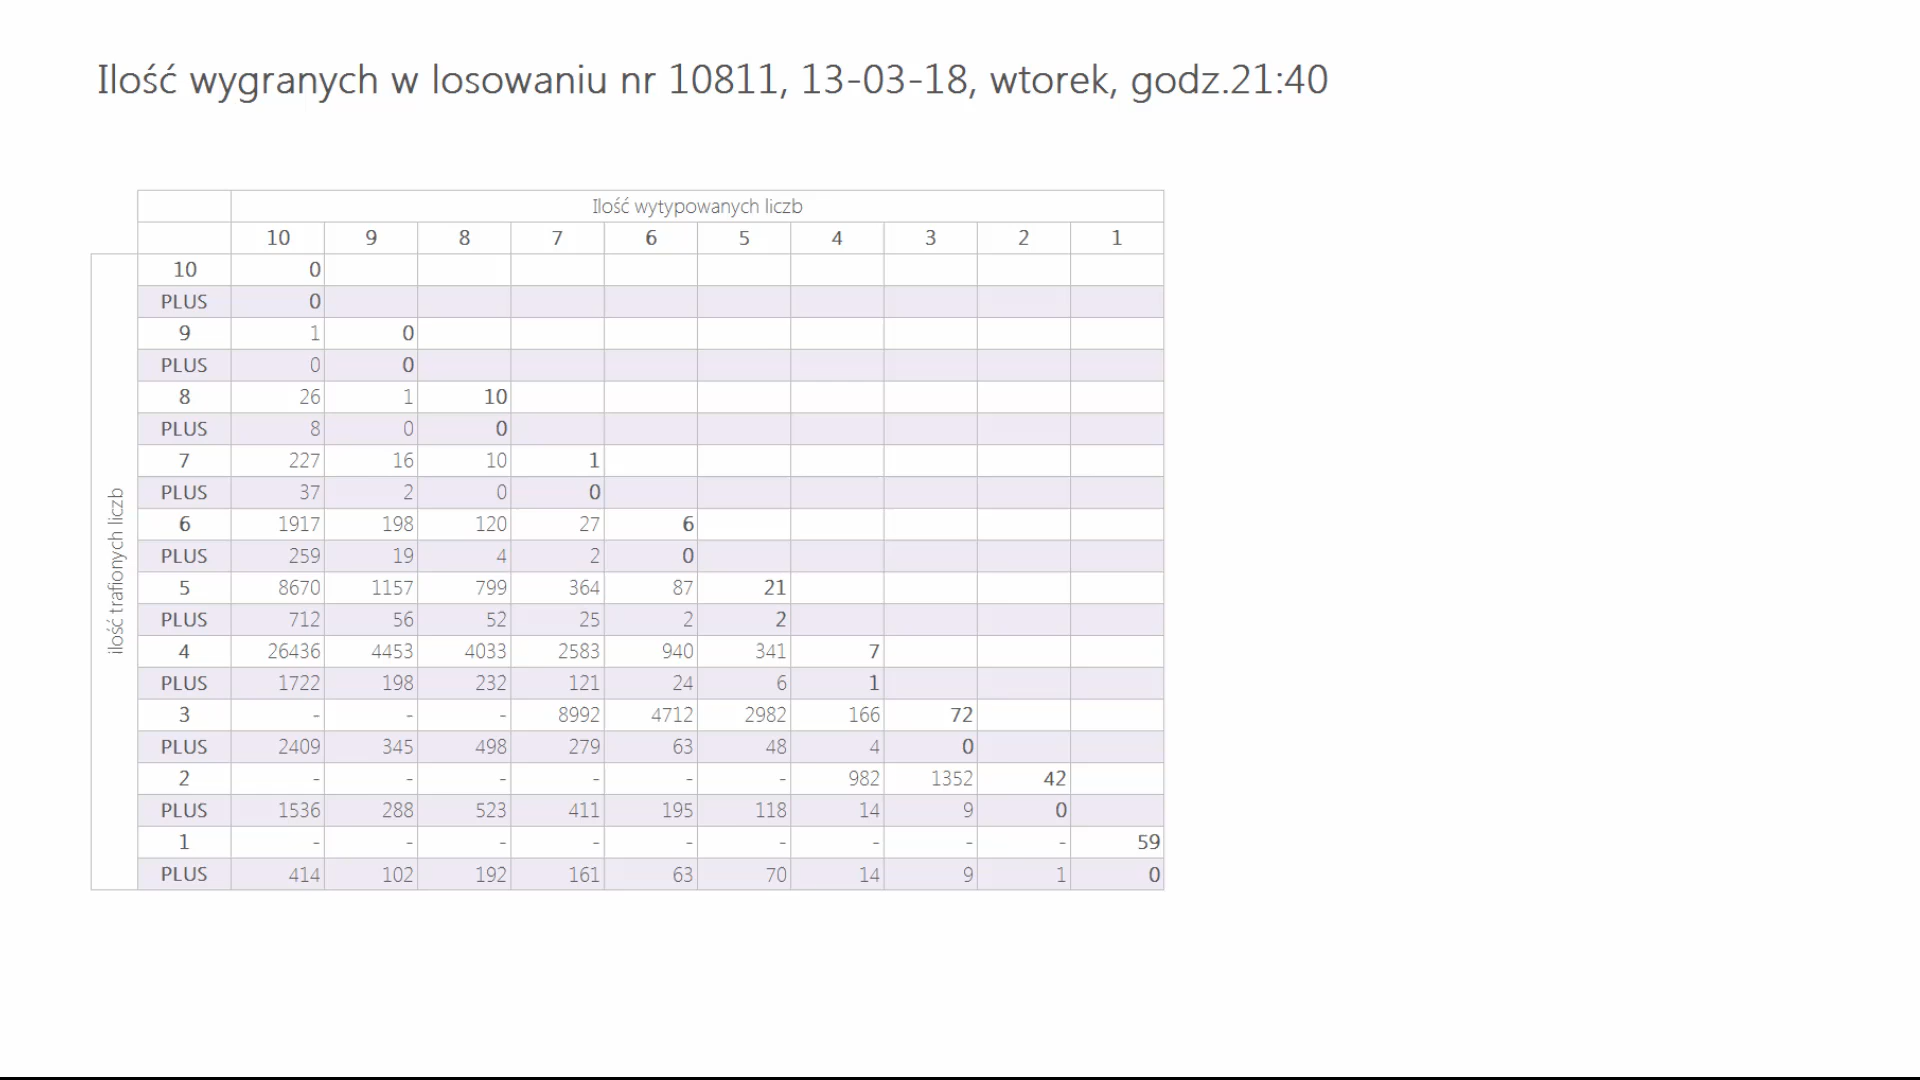 Ilość wygranych w losowaniu nr 10811, 13-03-18, wtorek, godz.21:40
Ilość wytypowanych liczb
10 9 8 7 6 5 4 3 2 1
ilość trafionych liczb
10 0
PLUS 0
9 1 0
PLUS 0 0
8 26 1 10
PLUS 8 0 0
7 227 16 10 1
PLUS 37 2 0 0
6 1917 198 120 27 6
PLUS 259 19 4 2 0
5 8670 1157 799 364 87 21
PLUS 712 56 52 25 2 2
4 26436 4453 4033 2583 940 341 7
PLUS 1722 198 232 121 24 6 1
3 - - - 8992 4712 2982 166 72
PLUS 2409 345 498 279 63 48 4 0
2 - - - - - - 982 1352 42
PLUS 1536 288 523 411 195 118 14 9 0
1 - - - - - - - - - 59
PLUS 414 102 192 161 63 70 14 9 1 0